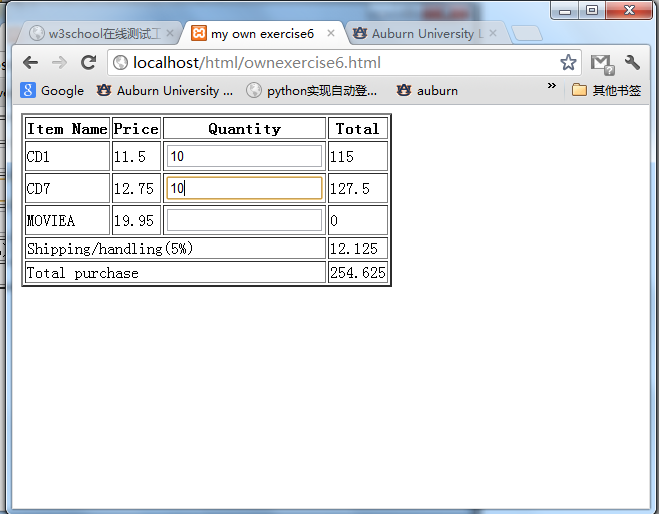 w3school在线测试工
my own exercise6
Auburn University L
localhost/html/ownexercise6.html
Google
Auburn University ...
python实现自动登...
auburn
»
其他书签
Item Name Price Quantity Total
CD1 11.5 10 115
CD7 12.75 10 127.5
MOVIEA 19.95 0
Shipping/handling(5%) 12.125
Total purchase 254.625